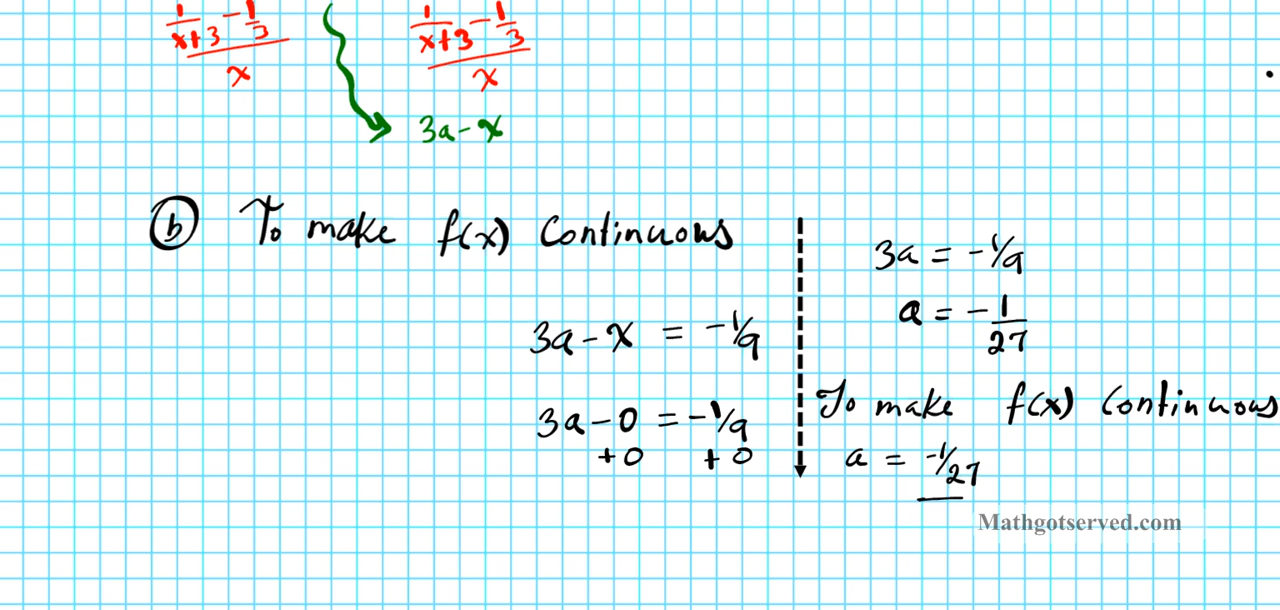 1/(x+3) - 1/3
x
1/(x+3) - 1/3
x
3a - x
(b) To make f(x) continuous
3a - x = -1/9
3a - 0 = -1/9
+0 +0
3a = -1/9
a = - 1/27
To make f(x) continuous
a = -1/27
Mathgotserved.com